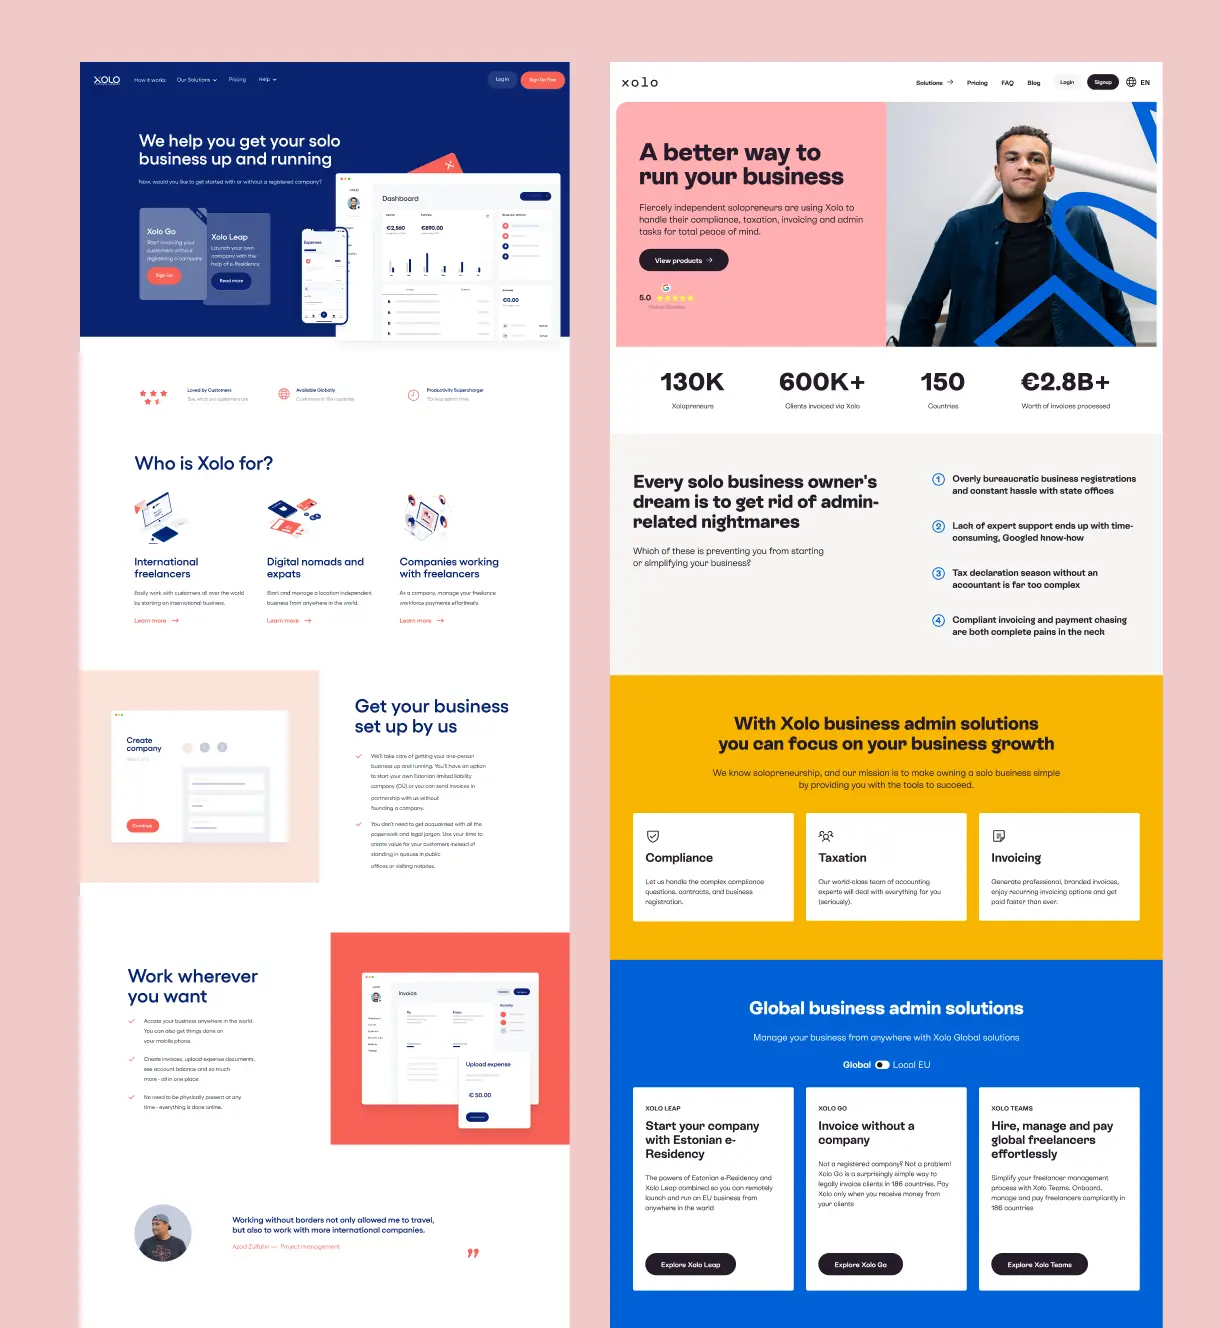 XOLO
How it works
Our Solutions
Pricing
Help
Log in
Sign Up Free
We help you get your solo
business up and running
Now, would you like to get started with or without a registered company?
Xolo Go
Start invoicing your
customers without
registering a company
Sign Up
Xolo Leap
Launch your own
company with the
help of e-Residency
Read more
Expenses
Dashboard
€2,560
€890.00
€0.00
Loved by Customers
See what our customers are
Available Globally
Customers in 186 countries
Productivity Supercharger
Who is Xolo for?
International
freelancers
Easily work with customers all over the world
by starting an international business.
Learn more
Digital nomads and
expats
Start and manage a location independent
business from anywhere in the world.
Learn more
Companies working
with freelancers
As a company, manage your freelance
workforce payments effortlessly.
Learn more
Create
company
Step 1 of 3
Continue
Get your business
set up by us
We'll take care of getting your one-person
business up and running. You'll have an option
to start your own Estonian limited liability
company (OÜ) or you can send invoices in
partnership with us without
founding a company.
You don't need to get acquainted with all the
paperwork and legal jargon. Use your time to
create value for your customers instead of
standing in queues in public
offices or visiting notaries.
Work wherever
you want
Access your business anywhere in the world.
You can also get things done on
your mobile phone.
Create invoices, upload expense documents,
see account balance and so much
more - all in one place
No need to be physically present at any
time - everything is done online.
Invoice
To
From
Activity
Upload expense
€ 50.00
Working without borders not only allowed me to travel,
but also to work with more international companies.
Azad Zulfahri — Project management
xolo
Solutions
Pricing
FAQ
Blog
Login
Signup
EN
A better way to
run your business
Fiercely independent solopreneurs are using Xolo to
handle their compliance, taxation, invoicing and admin
tasks for total peace of mind.
View products
5.0
130K
Xolopreneurs
600K+
Clients invoiced via Xolo
150
Countries
€2.8B+
Worth of invoices processed
Every solo business owner's
dream is to get rid of admin-
related nightmares
Which of these is preventing you from starting
or simplifying your business?
1 Overly bureaucratic business registrations
and constant hassle with state offices
2 Lack of expert support ends up with time-
consuming, Googled know-how
3 Tax declaration season without an
accountant is far too complex
4 Compliant invoicing and payment chasing
are both complete pains in the neck
With Xolo business admin solutions
you can focus on your business growth
We know solopreneurship, and our mission is to make owning a solo business simple
by providing you with the tools to succeed.
Compliance
Let us handle the complex compliance
questions, contracts, and business
registration.
Taxation
Our world-class team of accounting
experts will deal with everything for you
(seriously).
Invoicing
Generate professional, branded invoices,
enjoy recurring invoicing options and get
paid faster than ever.
Global business admin solutions
Manage your business from anywhere with Xolo Global solutions
Global
Local EU
XOLO LEAP
Start your company
with Estonian e-
Residency
The powers of Estonian e-Residency and
Xolo Leap combined so you can remotely
launch and run an EU business from
anywhere in the world
Explore Xolo Leap
XOLO GO
Invoice without a
company
Not a registered company? Not a problem!
Xolo Go is a surprisingly simple way to
legally invoice clients in 186 countries. Pay
Xolo only when you receive money from
your clients
Explore Xolo Go
XOLO TEAMS
Hire, manage and pay
global freelancers
effortlessly
Simplify your freelancer management
process with Xolo Teams. Onboard,
manage and pay freelancers compliantly in
186 countries
Explore Xolo Teams